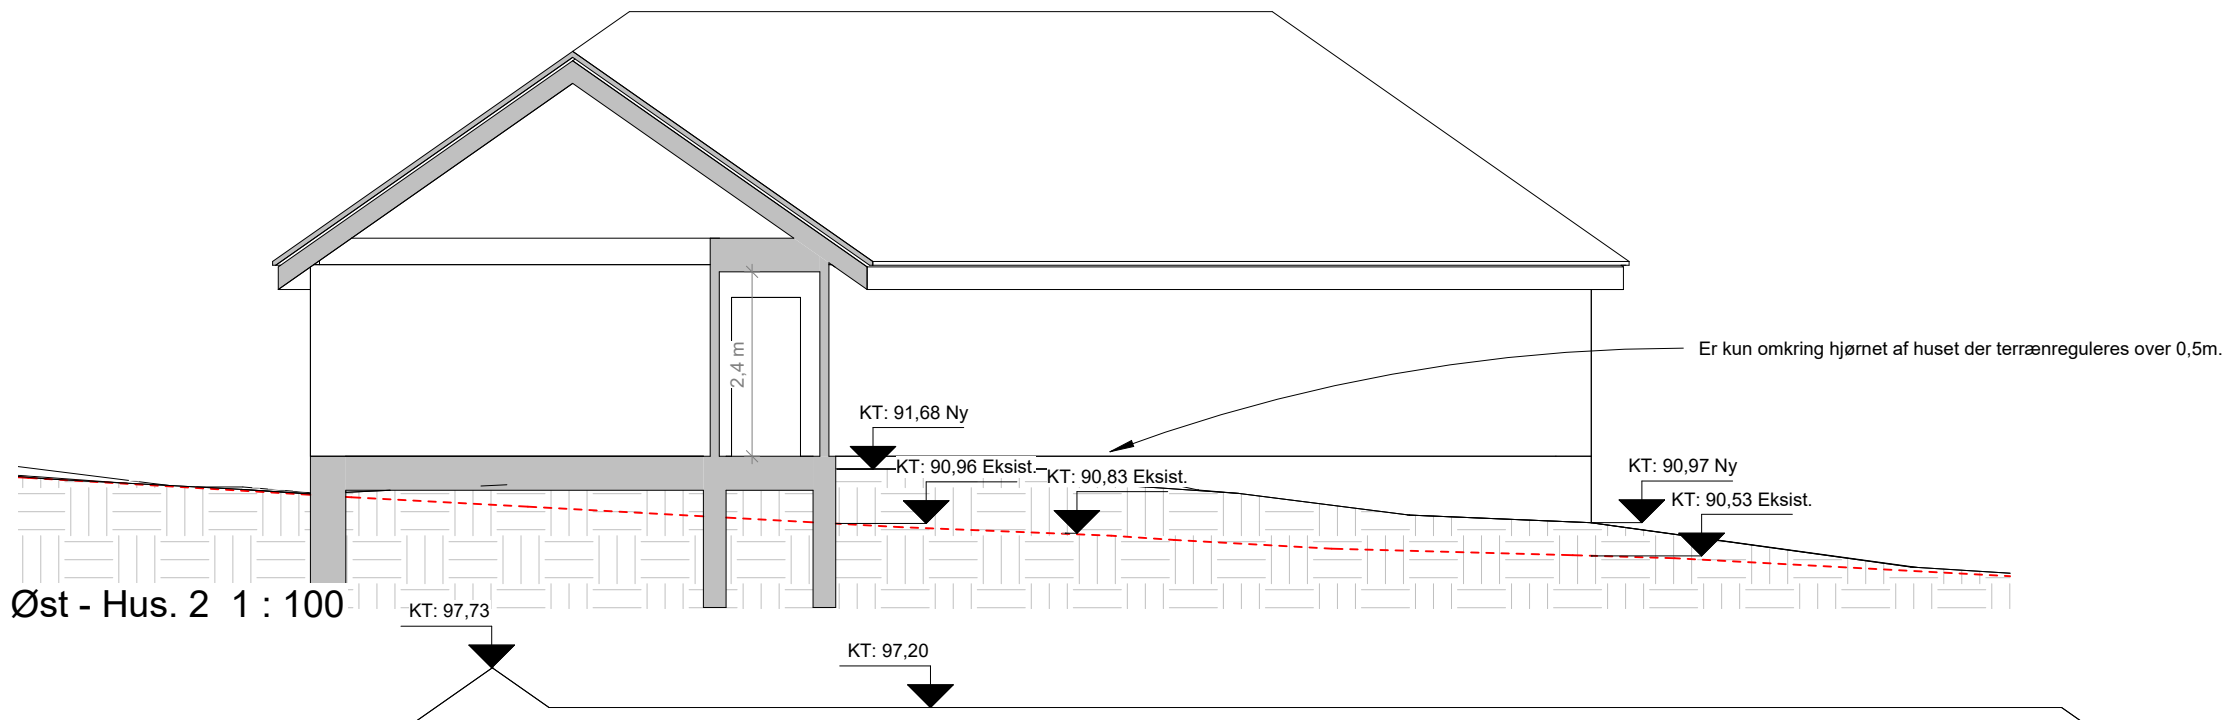 Er kun omkring hjørnet af huset der terrænreguleres over 0,5m.
2,4 m
KT: 91,68 Ny
KT: 90,96 Eksist.
KT: 90,83 Eksist.
KT: 90,97 Ny
KT: 90,53 Eksist.
Øst - Hus. 2 1 : 100
KT: 97,73
KT: 97,20